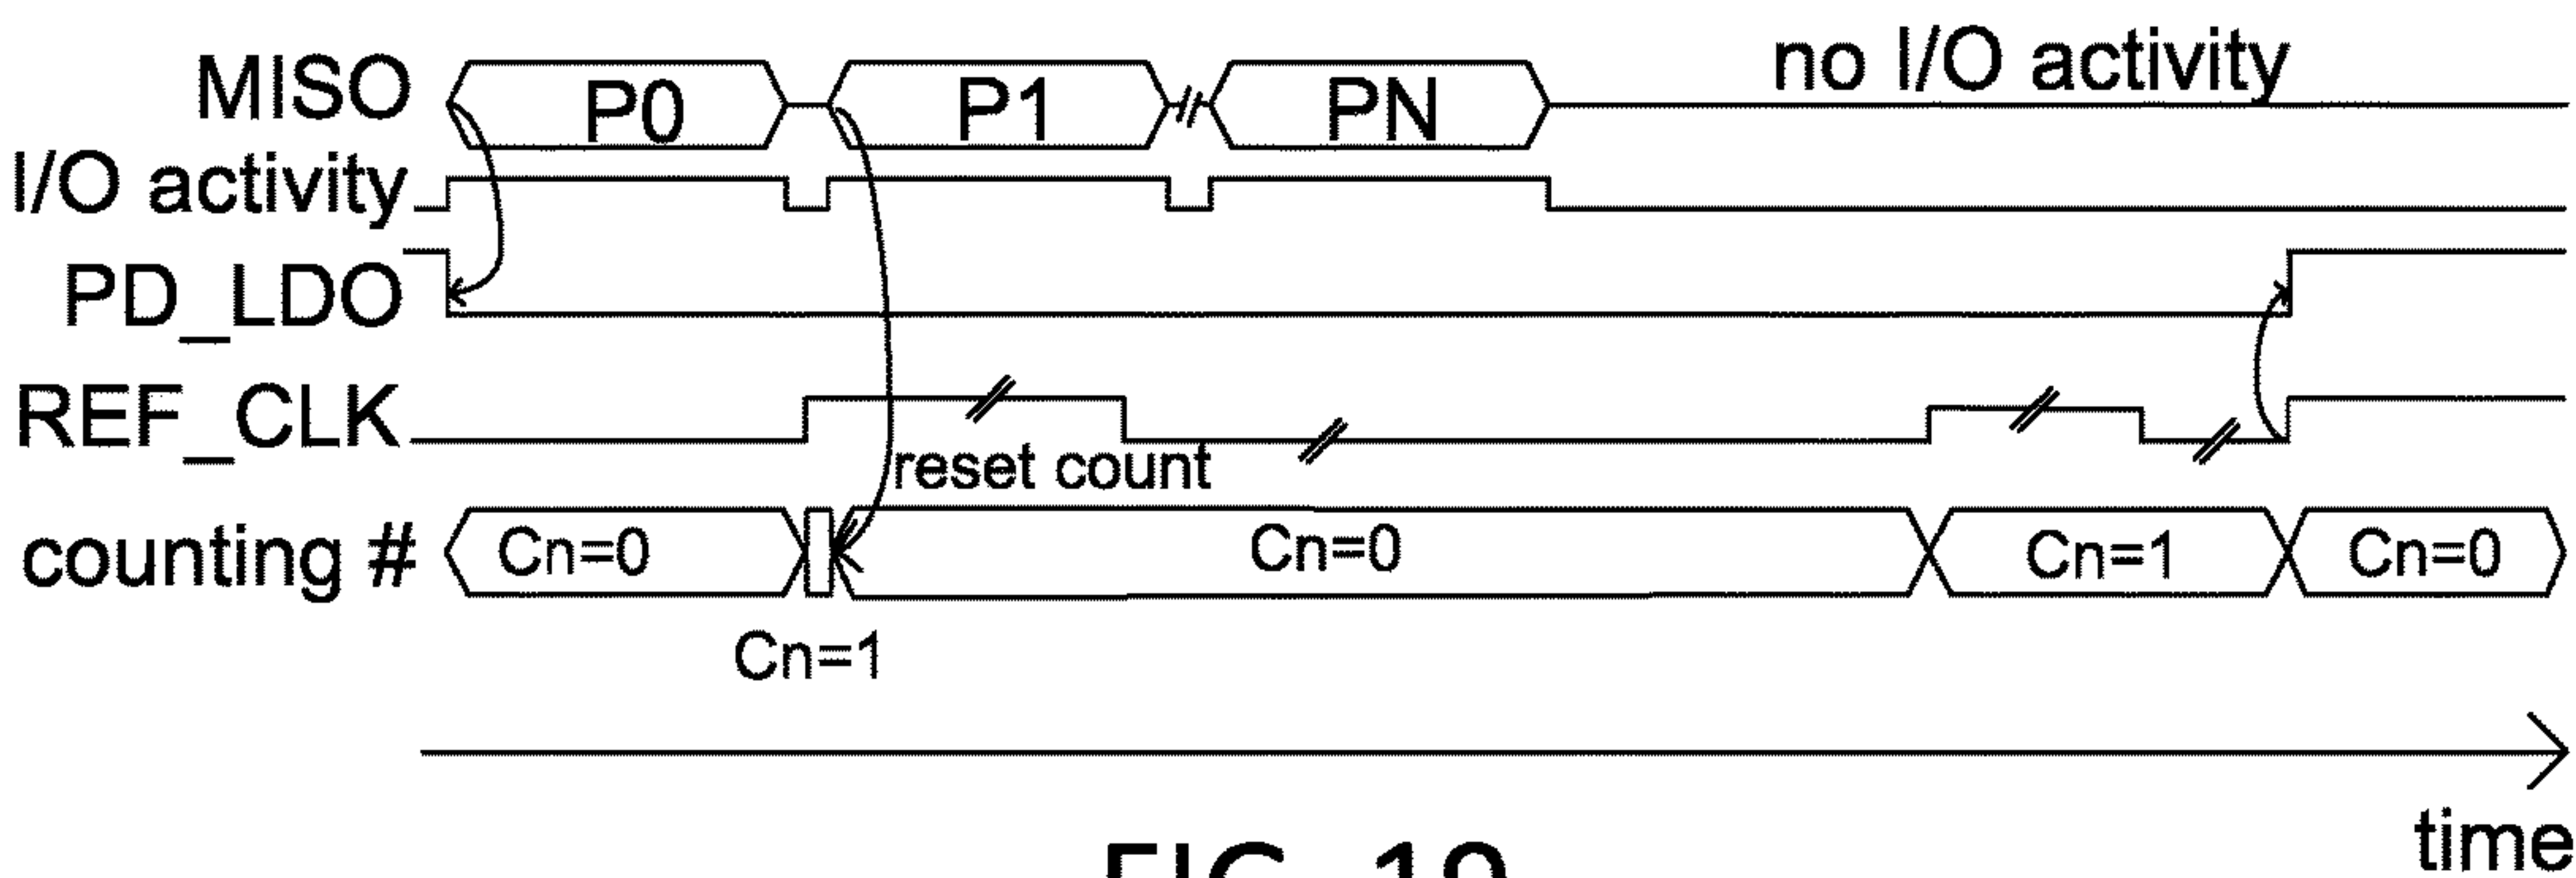 MISO P0 P1 PN no I/O activity
I/O activity
PD_LDO
REF_CLK
reset count
counting # Cn=0 Cn=0 Cn=1 Cn=0
Cn=1
time